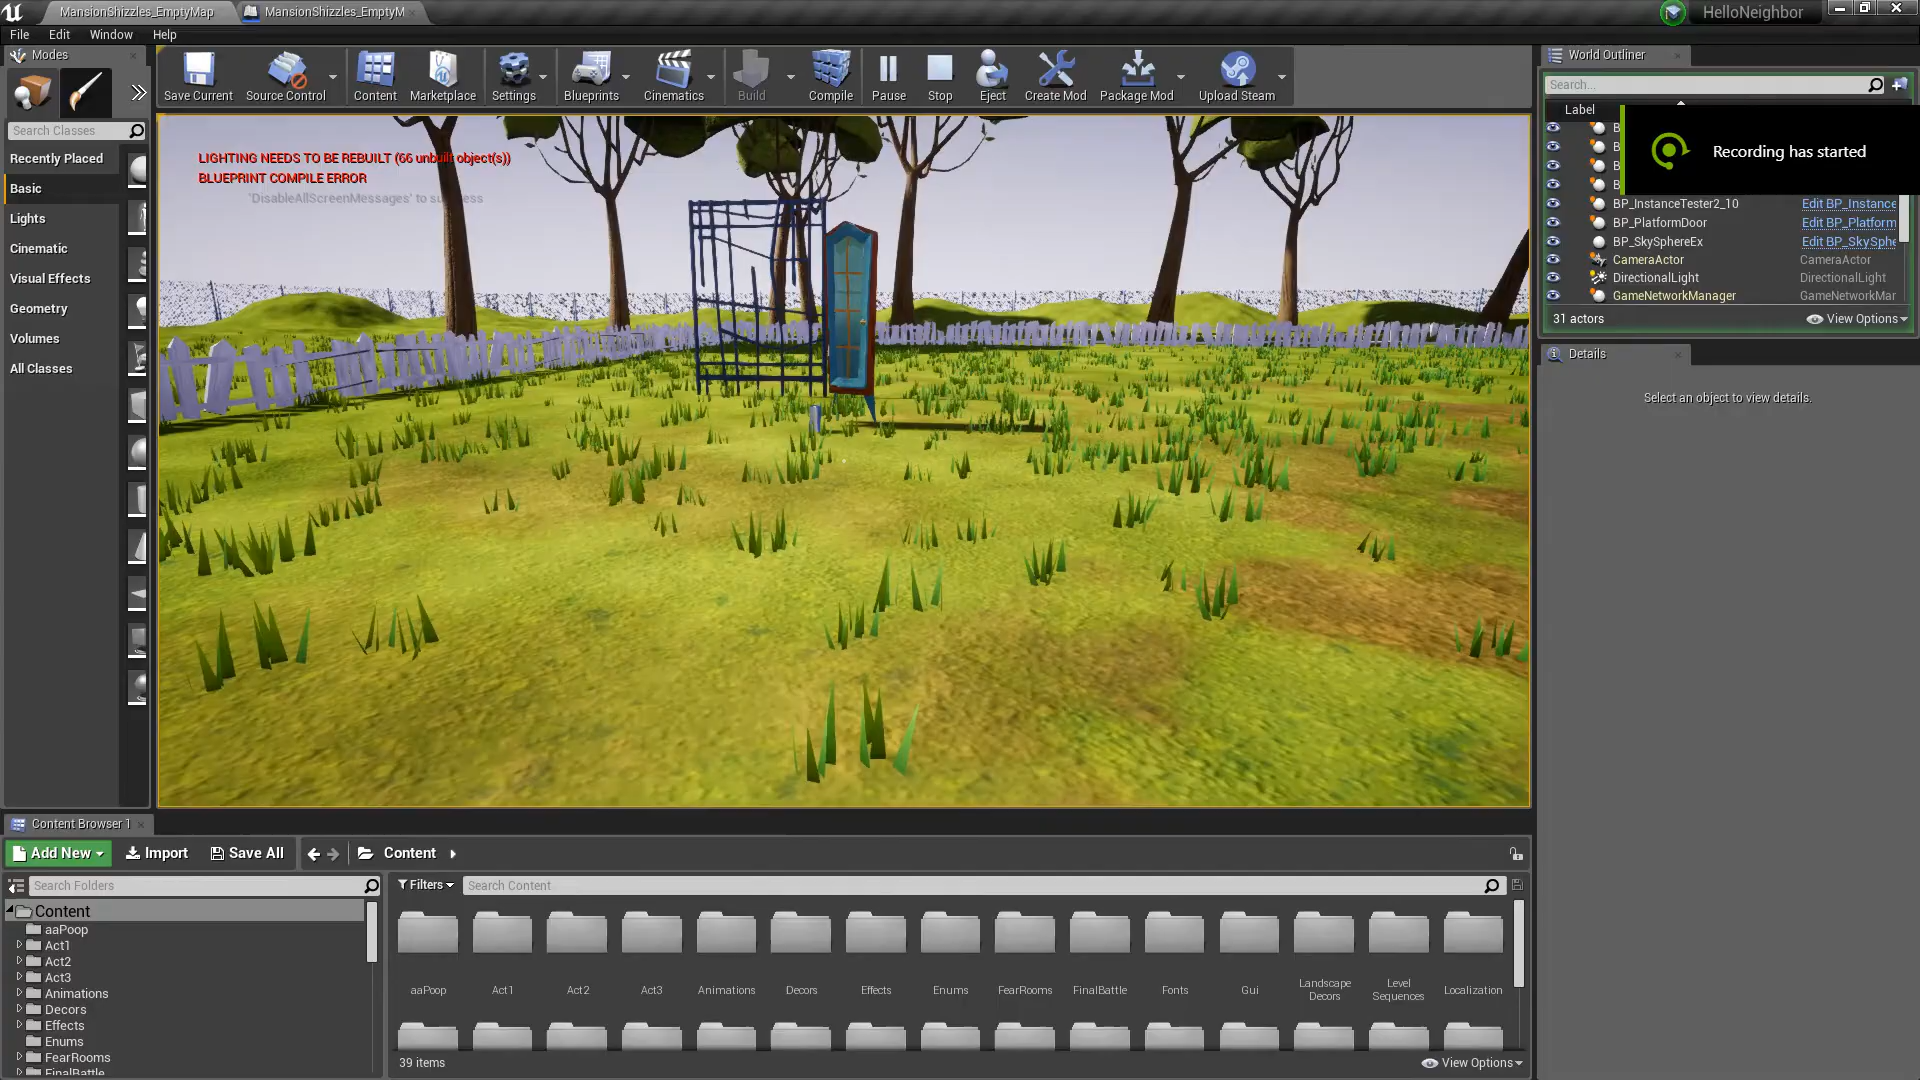 MansionShizzles_EmptyMap
MansionShizzles_EmptyM
HelloNeighbor
File Edit Window Help
Modes
Search Classes
Recently Placed
Basic
Lights
Cinematic
Visual Effects
Geometry
Volumes
All Classes
Save Current
Source Control
Content
Marketplace
Settings
Blueprints
Cinematics
Build
Compile
Pause
Stop
Eject
Create Mod
Package Mod
Upload Steam
LIGHTING NEEDS TO BE REBUILT (66 unbuilt object(s))
BLUEPRINT COMPILE ERROR
'DisableAllScreenMessages' to suppress
World Outliner
Search...
Label
Recording has started
B
B
B
B
BP_InstanceTester2_10 Edit BP_Instance
BP_PlatformDoor Edit BP_Platform
BP_SkySphereEx Edit BP_SkySphe
CameraActor CameraActor
DirectionalLight DirectionalLight
GameNetworkManager GameNetworkMar
31 actors
View Options
Details
Select an object to view details.
Content Browser 1
Add New Import Save All Content
Search Folders
Content
aaPoop
Act1
Act2
Act3
Animations
Decors
Effects
Enums
FearRooms
FinalBattle
Filters
Search Content
aaPoop
Act1
Act2
Act3
Animations
Decors
Effects
Enums
FearRooms
FinalBattle
Fonts
Gui
Landscape
Decors
Level
Sequences
Localization
39 items
View Options